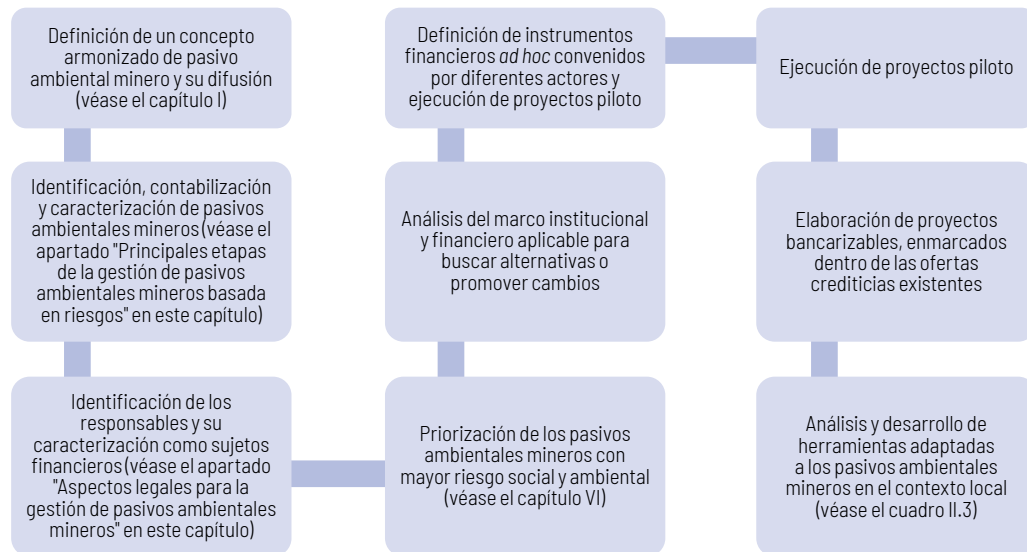 Definición de un concepto
armonizado de pasivo
ambiental minero y su difusión
(véase el capítulo I)
Identificación, contabilización
y caracterización de pasivos
ambientales mineros (véase el
apartado "Principales etapas
de la gestión de pasivos
ambientales mineros basada
en riesgos" en este capítulo)
Identificación de los
responsables y su
caracterización como sujetos
financieros (véase el apartado
"Aspectos legales para la
gestión de pasivos ambientales
mineros" en este capítulo)
Priorización de los pasivos
ambientales mineros con
mayor riesgo social y ambiental
(véase el capítulo VI)
Análisis del marco institucional
y financiero aplicable para
buscar alternativas o
promover cambios
Definición de instrumentos
financieros ad hoc convenidos
por diferentes actores y
ejecución de proyectos piloto
Ejecución de proyectos piloto
Elaboración de proyectos
bancarizables, enmarcados
dentro de las ofertas
crediticias existentes
Análisis y desarrollo de
herramientas adaptadas
a los pasivos ambientales
mineros en el contexto local
(véase el cuadro II.3)